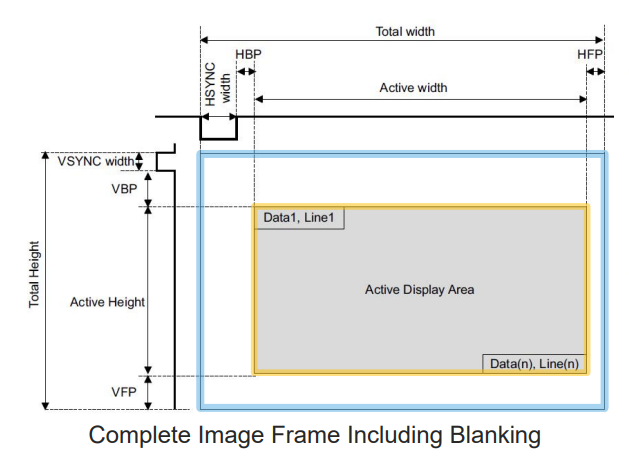 Total width
HBP
HFP
HSYNC
width
Active width
VSYNC width
VBP
Data1, Line1
Total Height
Active Height
Active Display Area
Data(n), Line(n)
VFP
Complete Image Frame Including Blanking